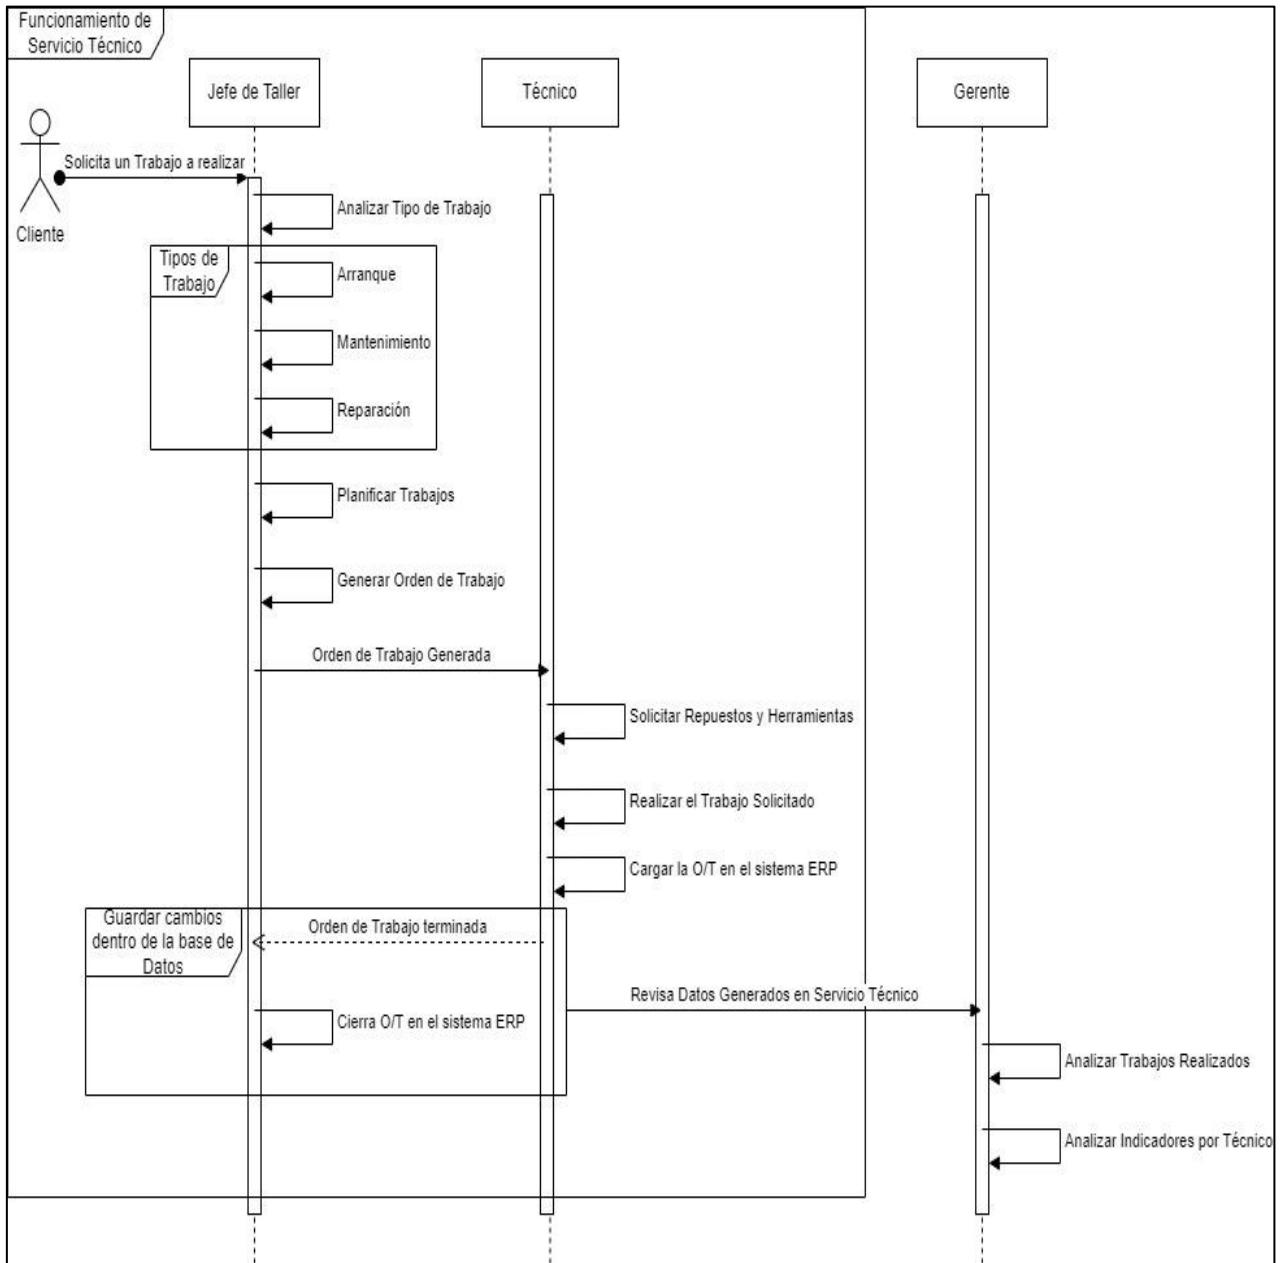 Funcionamiento de
Servicio Técnico
Jefe de Taller
Técnico
Gerente
Solicita un Trabajo a realizar
Cliente
Analizar Tipo de Trabajo
Tipos de
Trabajo
Arranque
Mantenimiento
Reparación
Planificar Trabajos
Generar Orden de Trabajo
Orden de Trabajo Generada
Solicitar Repuestos y Herramientas
Realizar el Trabajo Solicitado
Cargar la O/T en el sistema ERP
Guardar cambios
dentro de la base de
Datos
Orden de Trabajo terminada
Revisa Datos Generados en Servicio Técnico
Cierra O/T en el sistema ERP
Analizar Trabajos Realizados
Analizar Indicadores por Técnico